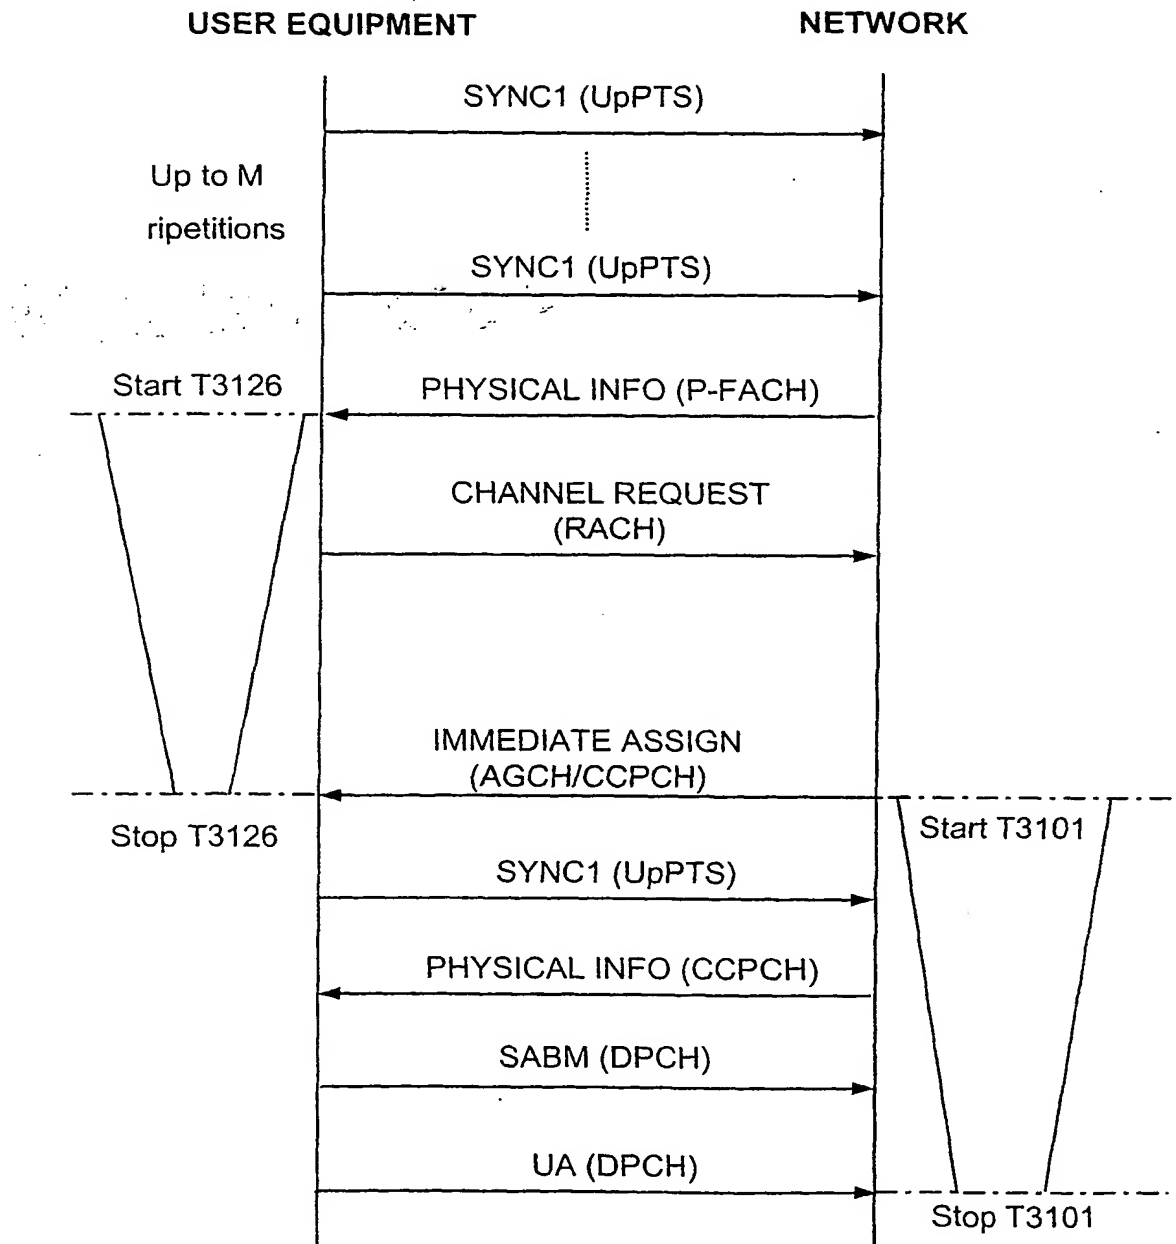 USER EQUIPMENT NETWORK
SYNC1 (UpPTS)
Up to M
ripetitions
SYNC1 (UpPTS)
Start T3126
PHYSICAL INFO (P-FACH)
CHANNEL REQUEST
(RACH)
IMMEDIATE ASSIGN
(AGCH/CCPCH)
Stop T3126
Start T3101
SYNC1 (UpPTS)
PHYSICAL INFO (CCPCH)
SABM (DPCH)
UA (DPCH)
Stop T3101